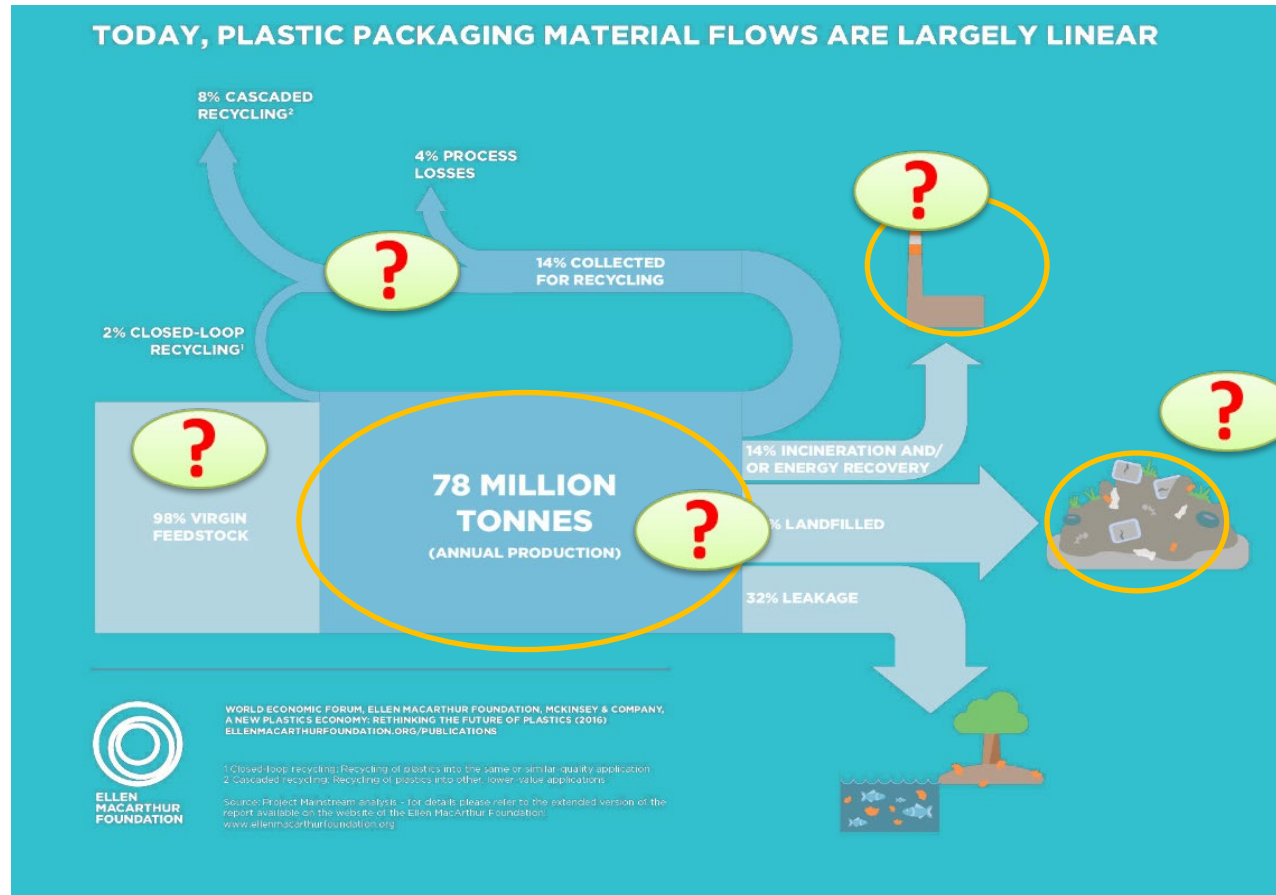 TODAY, PLASTIC PACKAGING MATERIAL FLOWS ARE LARGELY LINEAR
8% CASCADED
RECYCLING²
4% PROCESS
LOSSES
?
?
14% COLLECTED
FOR RECYCLING
2% CLOSED-LOOP
RECYCLING¹
?
?
98% VIRGIN
FEEDSTOCK
78 MILLION
TONNES
(ANNUAL PRODUCTION)
?
14% INCINERATION AND/
OR ENERGY RECOVERY
% LANDFILLED
32% LEAKAGE
WORLD ECONOMIC FORUM, ELLEN MACARTHUR FOUNDATION, MCKINSEY & COMPANY,
A NEW PLASTICS ECONOMY: RETHINKING THE FUTURE OF PLASTICS (2016)
ELLENMACARTHURFOUNDATION.ORG/PUBLICATIONS
1 Closed-loop recycling: Recycling of plastics into the same or similar-quality application
2 Cascaded recycling: Recycling of plastics into other, lower-value applications
Source: Project Mainstream analysis - for details please refer to the extended version of the
report available on the website of the Ellen MacArthur Foundation:
www.ellenmacarthurfoundation.org
ELLEN
MACARTHUR
FOUNDATION